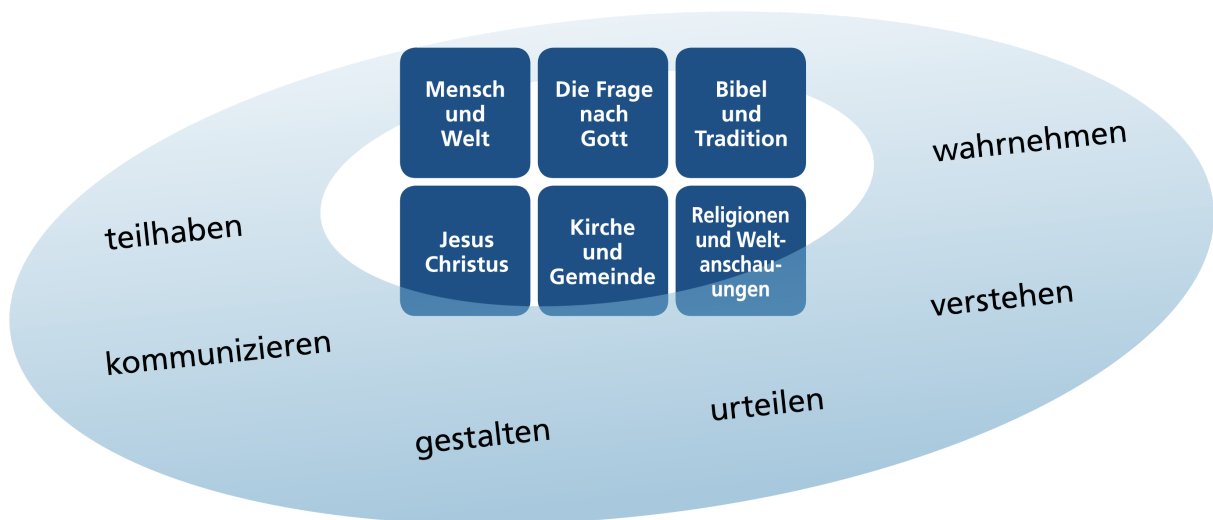 Mensch
und
Welt
Die Frage
nach
Gott
Bibel
und
Tradition
Jesus
Christus
Kirche
und
Gemeinde
Religionen
und Welt-
anschau-
ungen
wahrnehmen
verstehen
urteilen
gestalten
kommunizieren
teilhaben